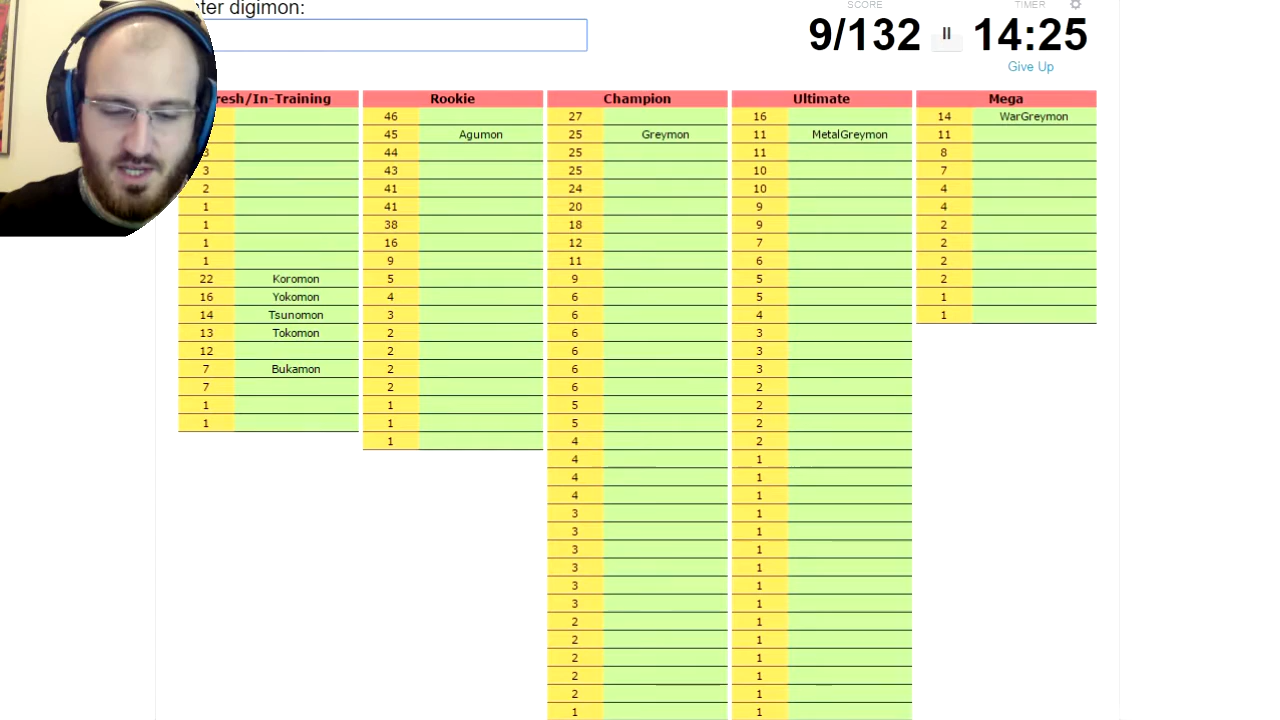 nter digimon:
SCORE
9/132
TIMER
14:25
Give Up
resh/In-Training Rookie Champion Ultimate Mega
46 27 16 14 WarGreymon
45 Agumon 25 Greymon 11 MetalGreymon 11
3 44 25 11 8
3 43 25 10 7
2 41 24 10 4
1 41 20 9 4
1 38 18 9 2
1 16 12 7 2
1 9 11 6 2
22 Koromon 5 9 5 2
16 Yokomon 4 6 5 1
14 Tsunomon 3 6 4 1
13 Tokomon 2 6 3
12 2 6 3
7 Bukamon 2 6 3
7 2 6 2
1 1 5 2
1 1 5 2
1 4 2
4 1
4 1
4 1
3 1
3 1
3 1
3 1
3 1
3 1
2 1
2 1
2 1
2 1
2 1
1 1